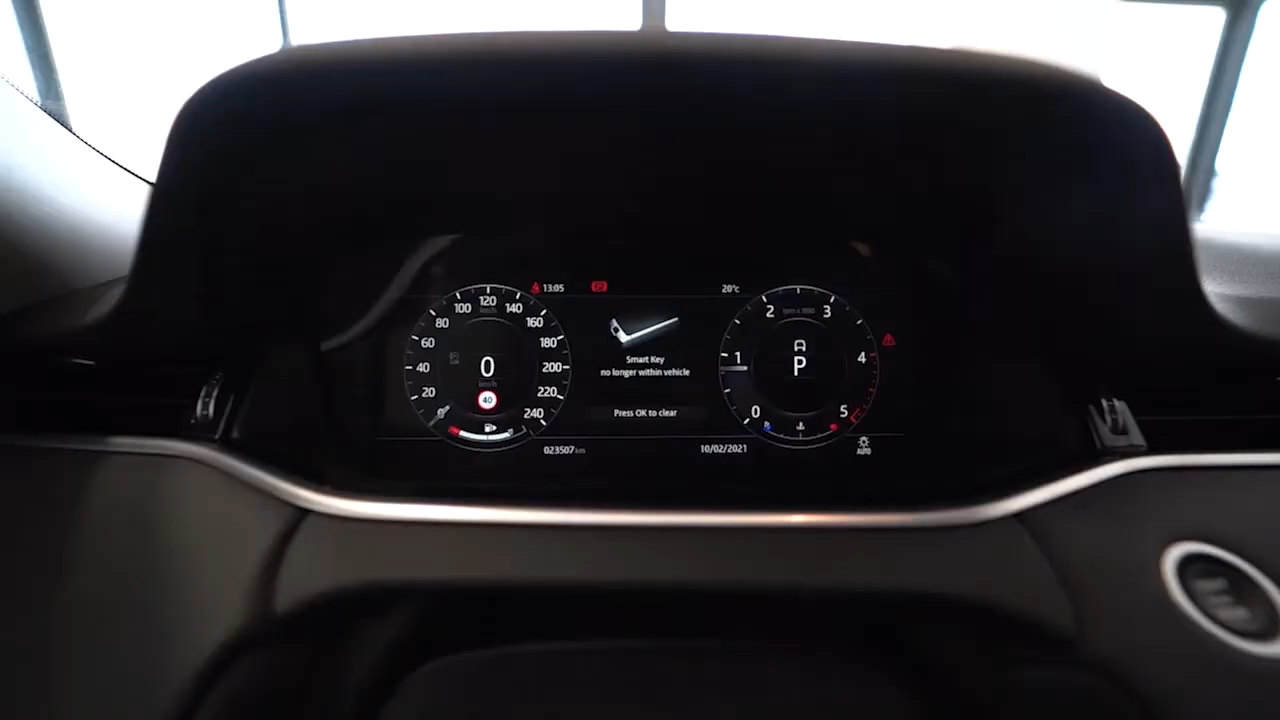 13:05
20°c
120
100 140
80 160
60 180
40 200
20 220
240
0
km/h
40
Smart Key
no longer within vehicle
Press OK to clear
2 3
1 4
0 5
P
023507 km
10/02/2021
AUTO